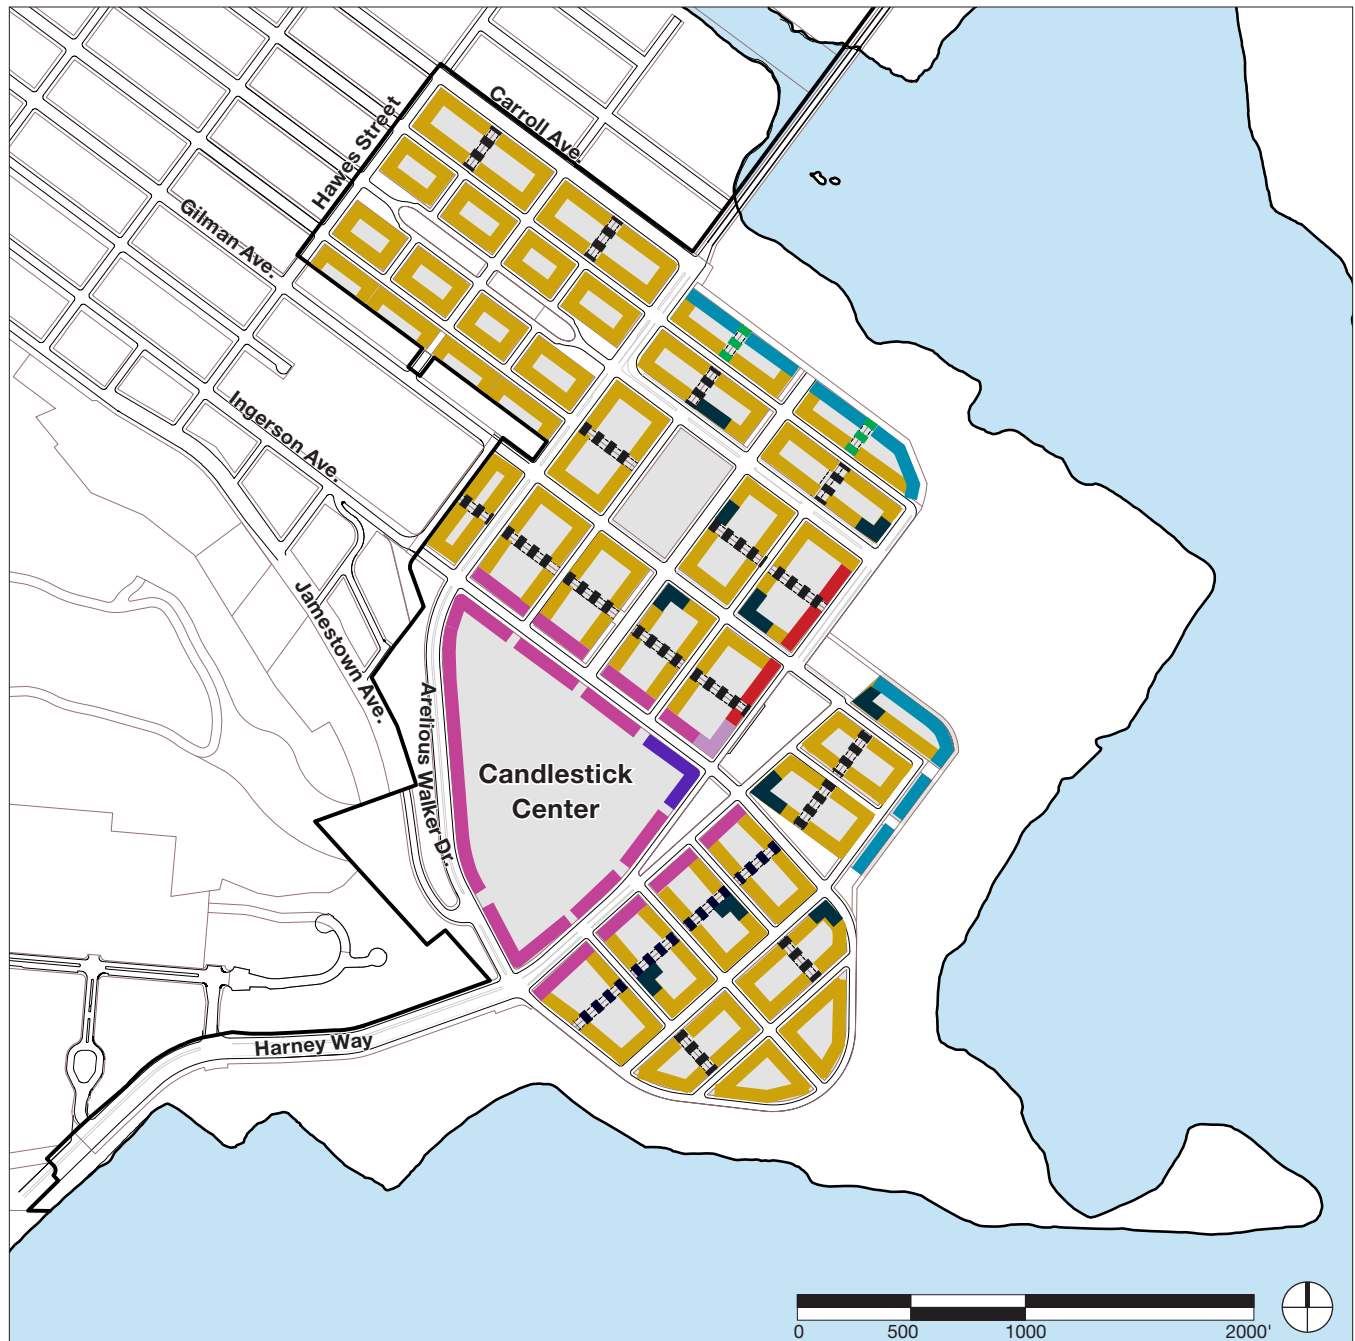 Carroll Ave.
Hawes Street
Gilman Ave.
Ingerson Ave.
Jamestown Ave.
Arelious Walker Dr.
Candlestick
Center
Harney Way
0 500 1000 2000'